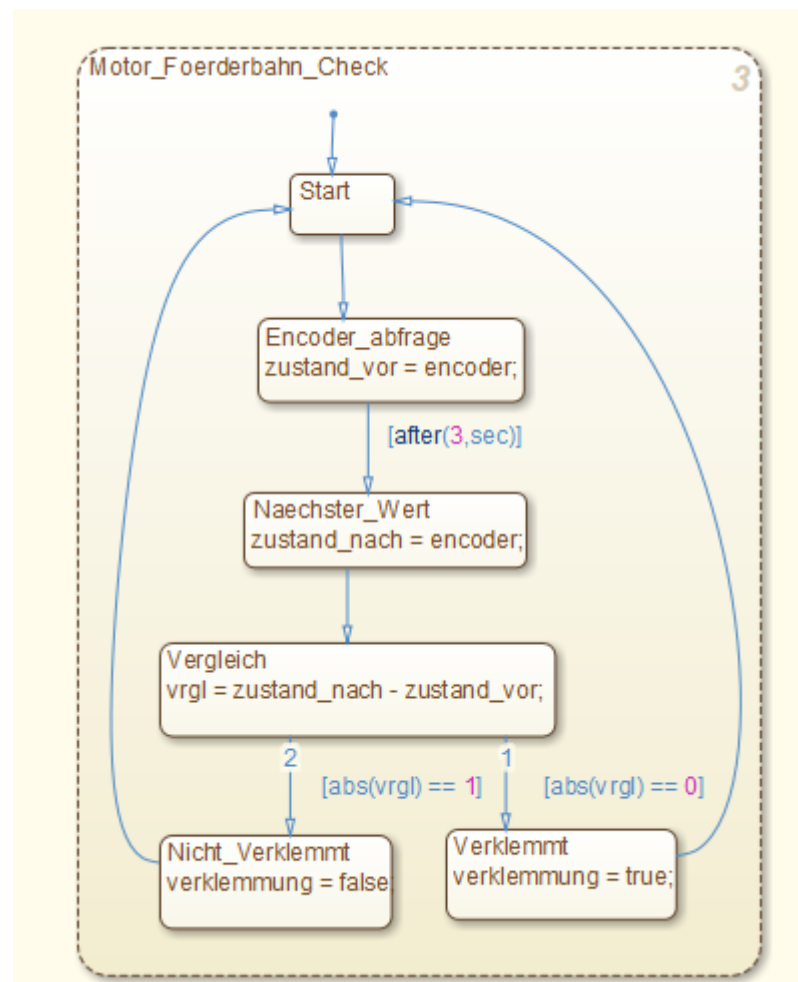 Motor_Foerderbahn_Check
3
Start
Encoder_abfrage
zustand_vor = encoder;
[after(3,sec)]
Naechster_Wert
zustand_nach = encoder;
Vergleich
vrgl = zustand_nach - zustand_vor;
2
1
[abs(vrgl) == 1]
[abs(vrgl) == 0]
Nicht_Verklemmt
verklemmung = false;
Verklemmt
verklemmung = true;